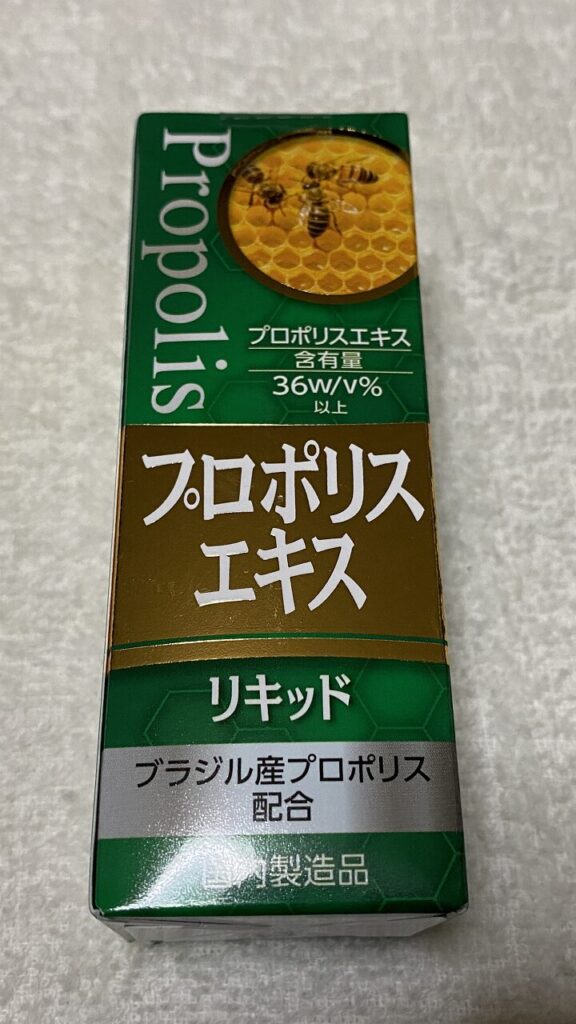 Propolis
プロポリスエキス
含有量
36w/v%
以上
プロポリス
エキス
リキッド
ブラジル産プロポリス
配合
国内製造品